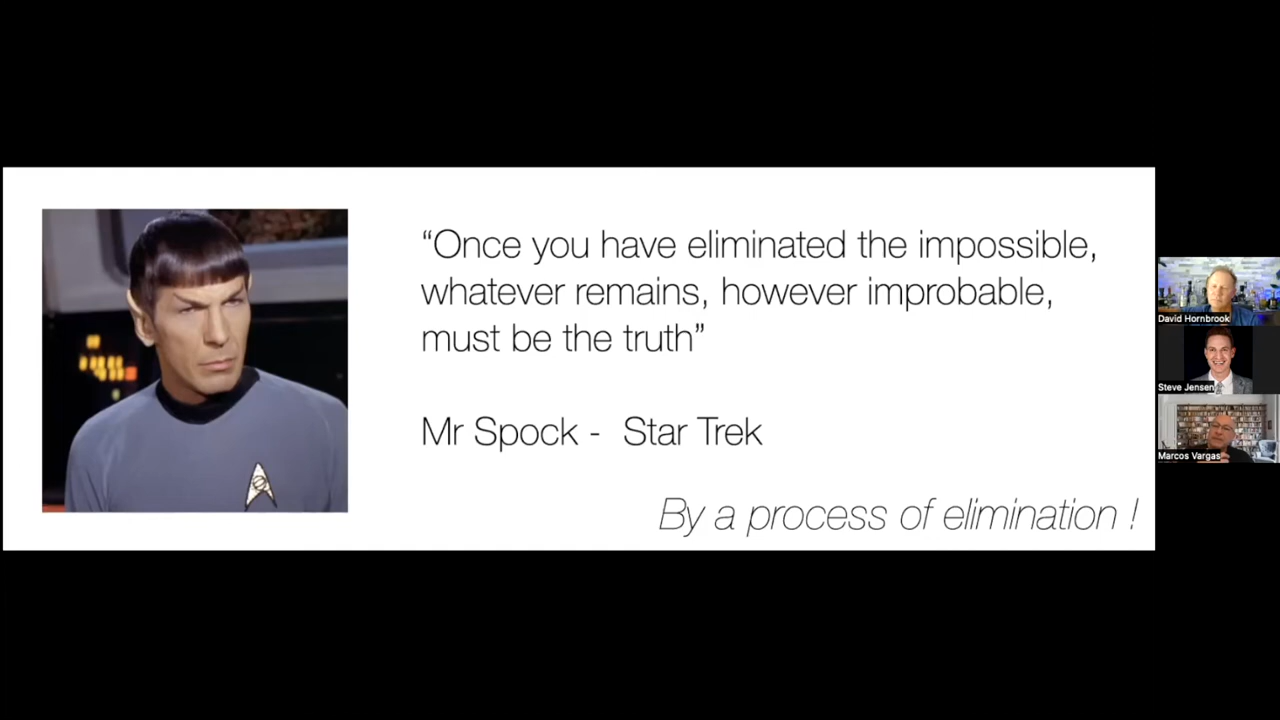 “Once you have eliminated the impossible,
whatever remains, however improbable,
must be the truth”
Mr Spock -  Star Trek
By a process of elimination !
David Hornbrook
Steve Jensen
Marcos Vargas